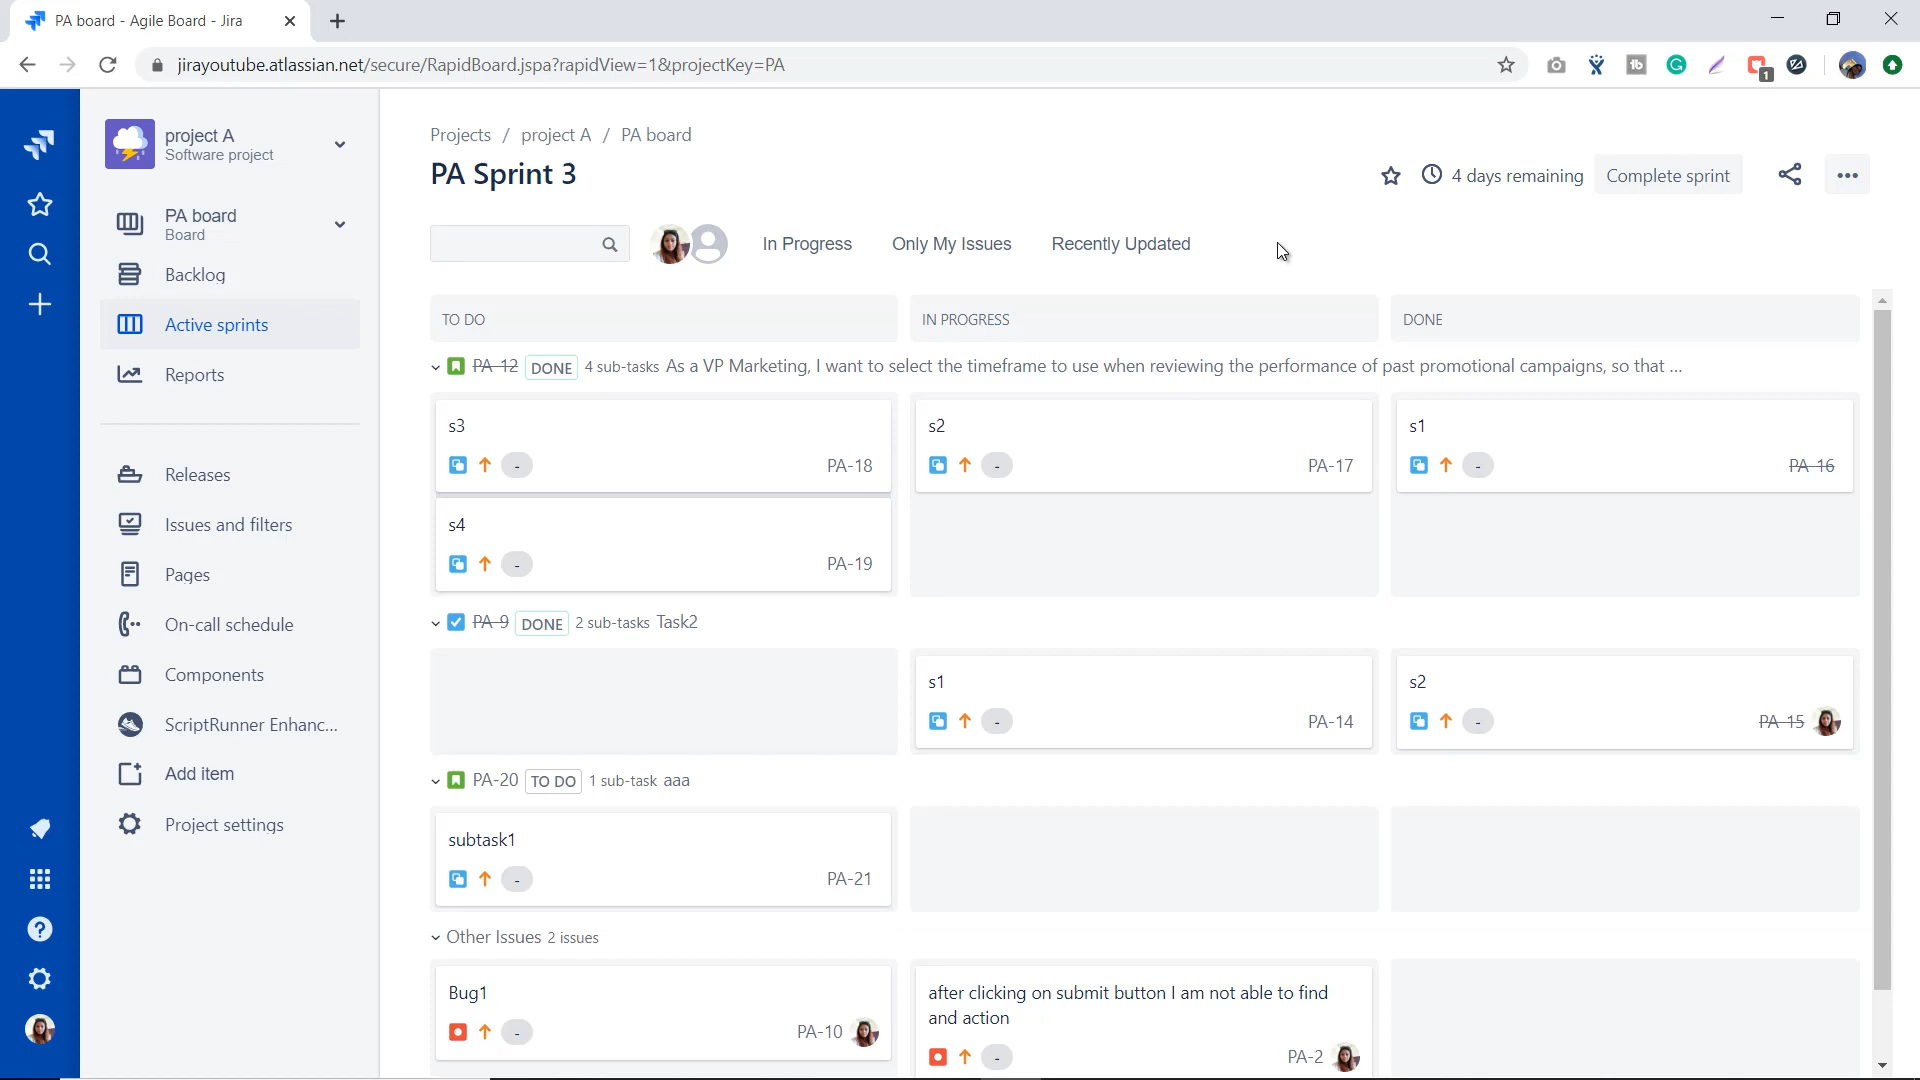 PA board - Agile Board - Jira
jirayoutube.atlassian.net/secure/RapidBoard.jspa?rapidView=1&projectKey=PA
1
project A
Software project
PA board
Board
Backlog
Active sprints
Reports
Releases
Issues and filters
Pages
On-call schedule
Components
ScriptRunner Enhanc...
Add item
Project settings
Projects / project A / PA board
PA Sprint 3
4 days remaining
Complete sprint
In Progress
Only My Issues
Recently Updated
TO DO
IN PROGRESS
DONE
PA-12 DONE 4 sub-tasks As a VP Marketing, I want to select the timeframe to use when reviewing the performance of past promotional campaigns, so that ...
s3
- PA-18
s2
- PA-17
s1
- PA-16
s4
- PA-19
PA-9 DONE 2 sub-tasks Task2
s1
- PA-14
s2
- PA-15
PA-20 TO DO 1 sub-task aaa
subtask1
- PA-21
Other Issues 2 issues
Bug1
- PA-10
after clicking on submit button I am not able to find
and action
- PA-2